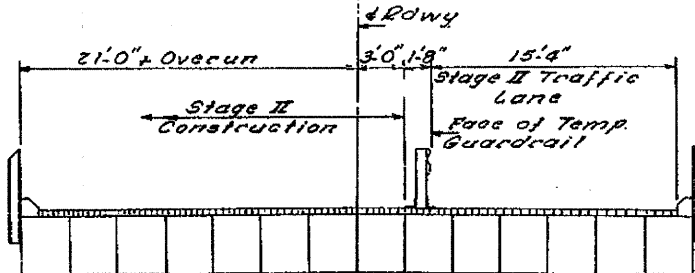 ℄ Rdwy
21'-0" + Overun
3'-0"
1'-8"
15'-4"
Stage II Traffic
Lane
Stage II
Construction
Face of Temp.
Guardrail